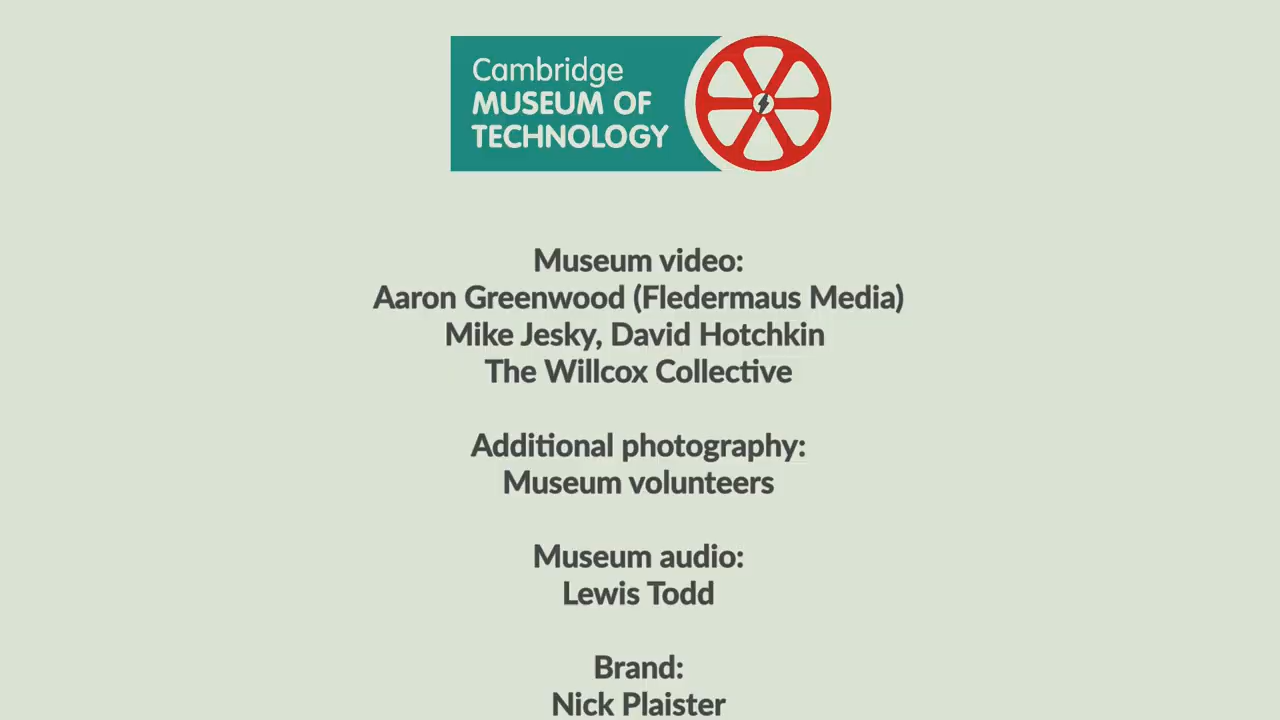 Cambridge
MUSEUM OF
TECHNOLOGY
Museum video:
Aaron Greenwood (Fledermaus Media)
Mike Jesky, David Hotchkin
The Willcox Collective
Additional photography:
Museum volunteers
Museum audio:
Lewis Todd
Brand:
Nick Plaister